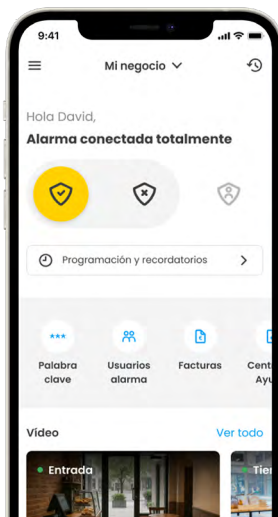 9:41
Mi negocio
Hola David,
Alarma conectada totalmente
Programación y recordatorios
Palabra clave
Usuarios alarma
Facturas
Vídeo
Ver todo
Entrada